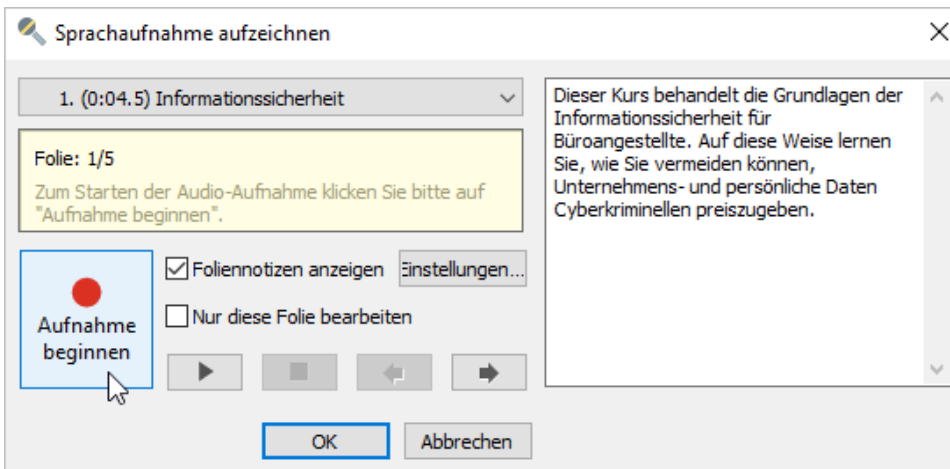 Sprachaufnahme aufzeichnen
1. (0:04.5) Informationssicherheit
Folie: 1/5
Zum Starten der Audio-Aufnahme klicken Sie bitte auf
"Aufnahme beginnen".
Aufnahme
beginnen
Foliennotizen anzeigen
Einstellungen...
Nur diese Folie bearbeiten
OK
Abbrechen
Dieser Kurs behandelt die Grundlagen der
Informationssicherheit für
Büroangestellte. Auf diese Weise lernen
Sie, wie Sie vermeiden können,
Unternehmens- und persönliche Daten
Cyberkriminellen preiszugeben.